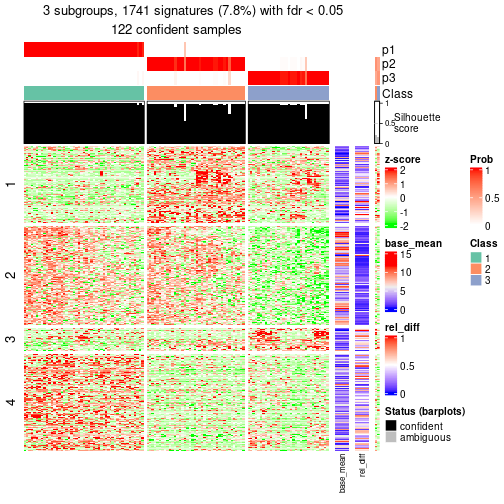 3 subgroups, 1741 signatures (7.8%) with fdr < 0.05
122 confident samples
p1
p2
p3
Class
1
0.5
0
Silhouette
score
1
2
3
4
base_mean
rel_diff
z-score
2
1
0
-1
-2
base_mean
15
10
5
0
rel_diff
1
0.5
0
Status (barplots)
confident
ambiguous
Prob
1
0.5
0
Class
1
2
3